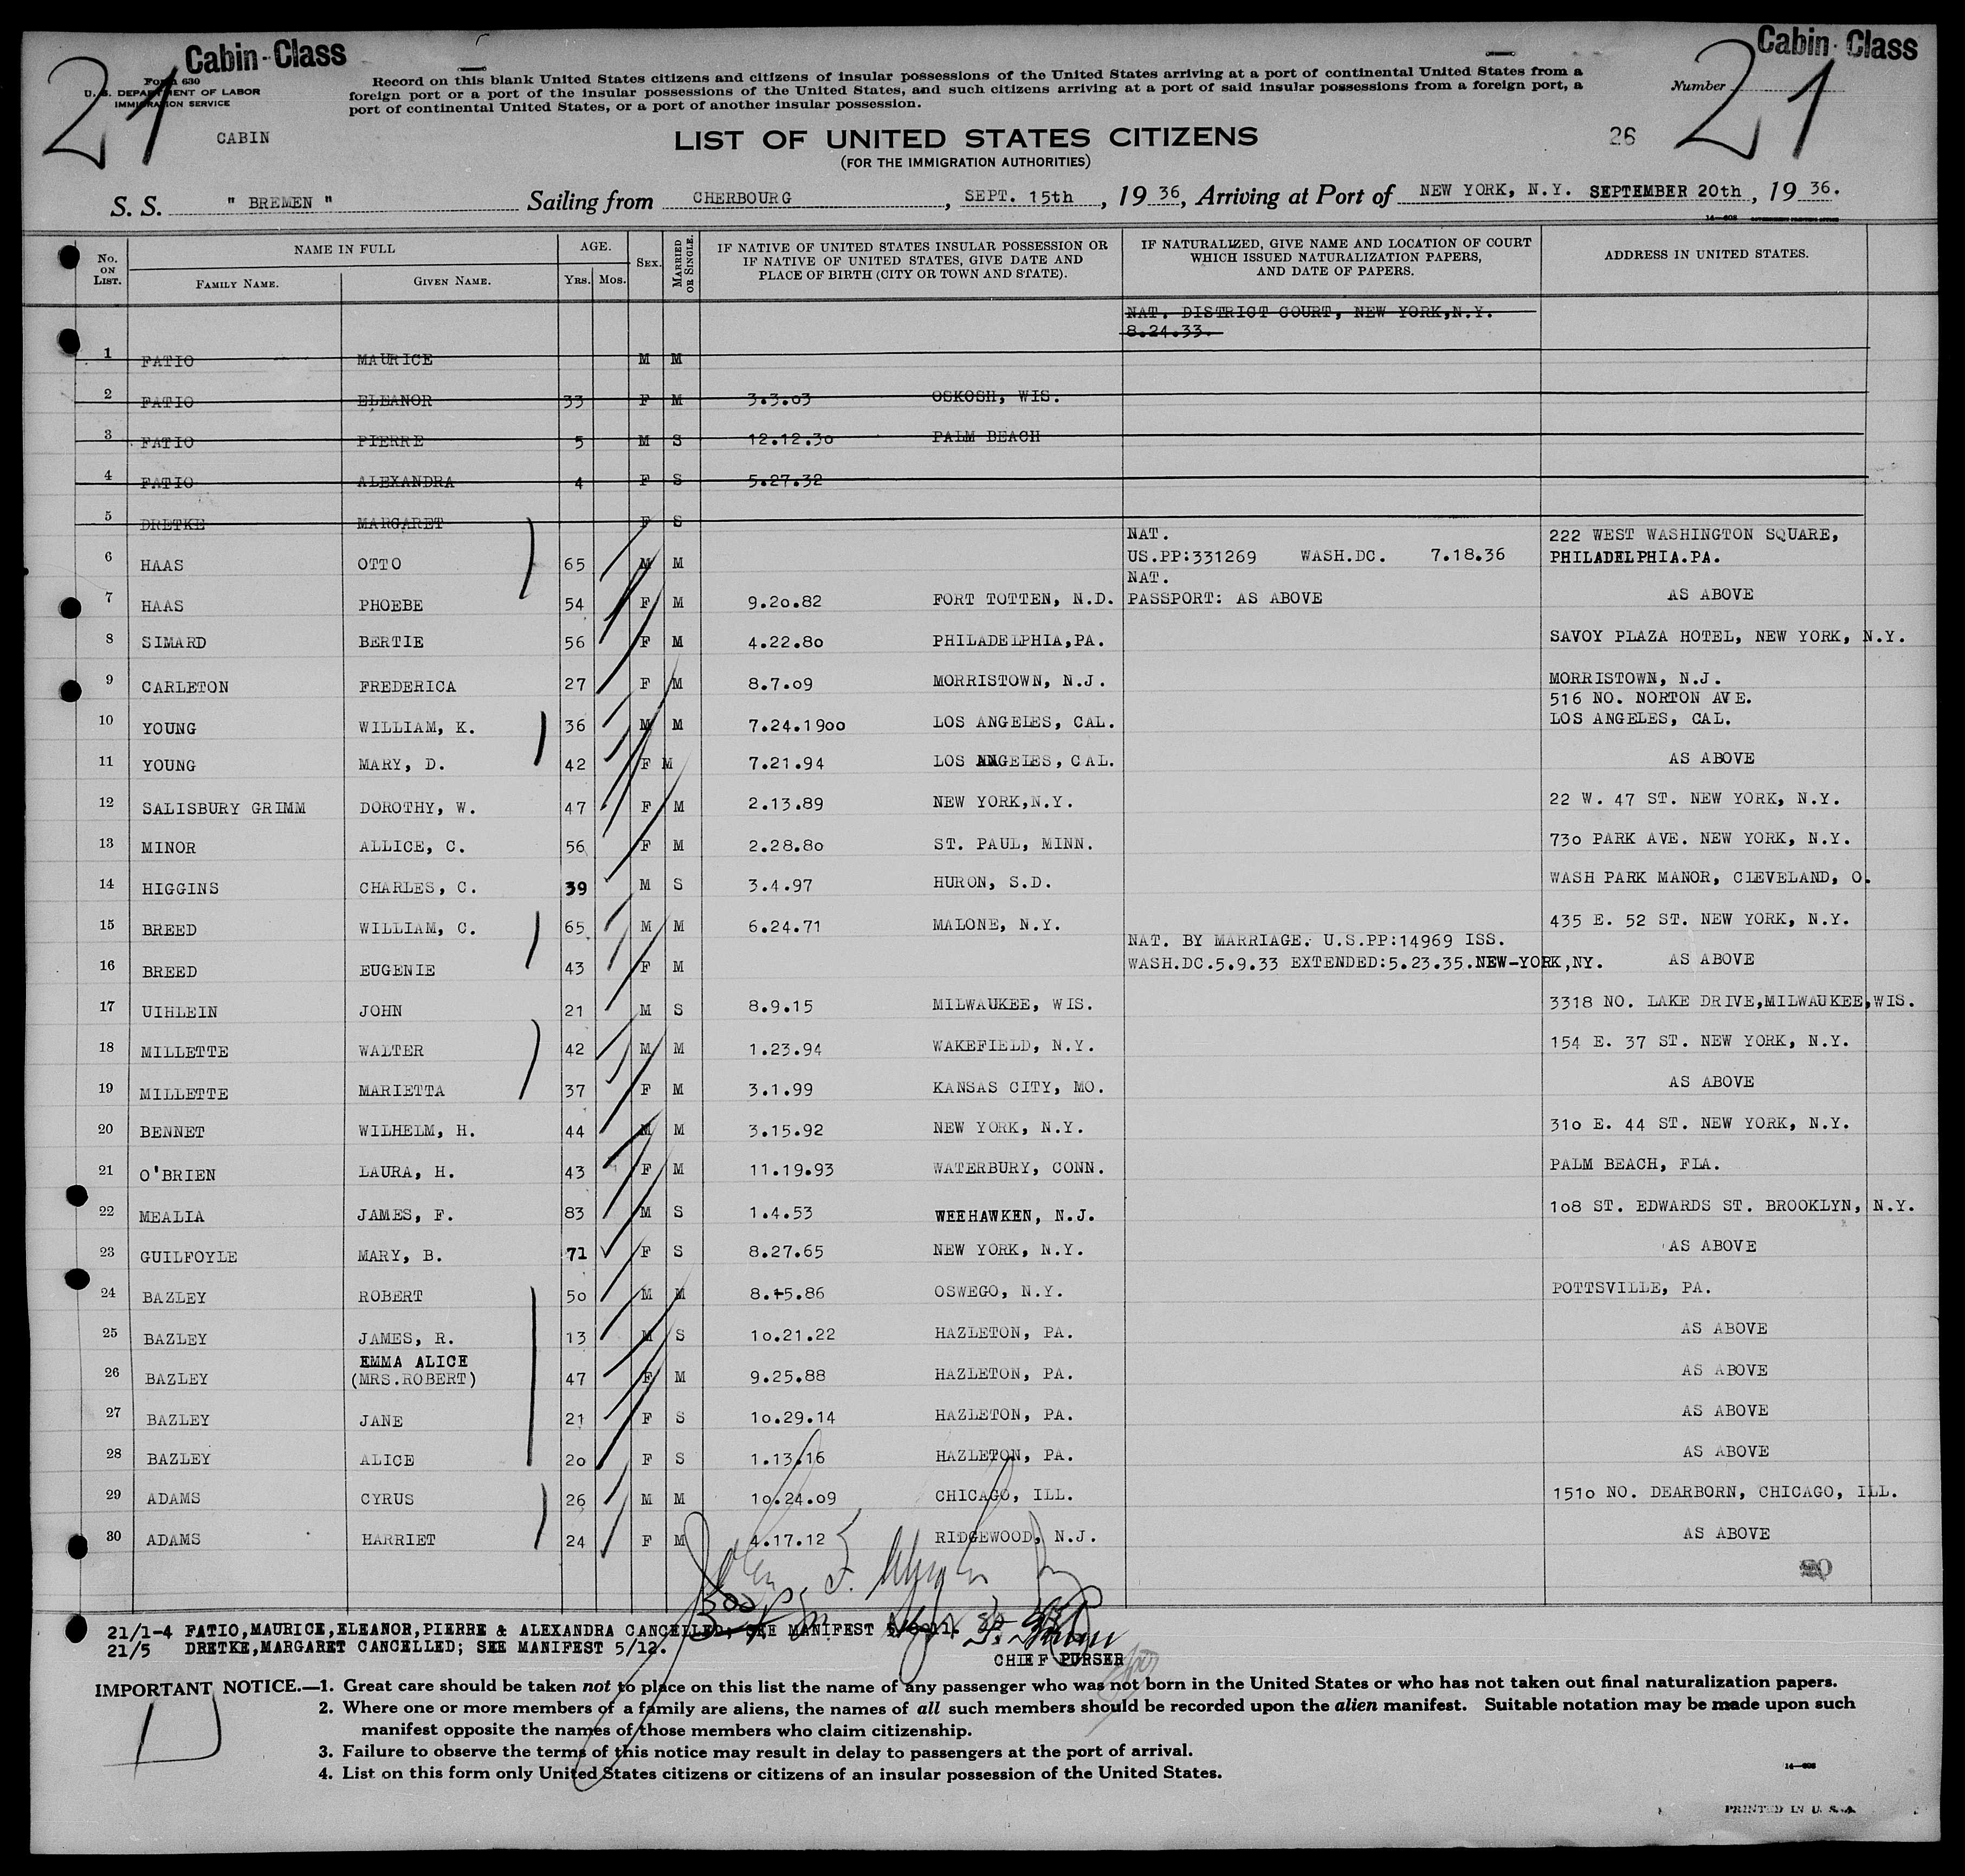 Cabin-Class
Cabin-Class
21
21
Form 630
U. S. DEPARTMENT OF LABOR
IMMIGRATION SERVICE
Record on this blank United States citizens and citizens of insular possessions of the United States arriving at a port of continental United States from a
foreign port or a port of the insular possessions of the United States, and such citizens arriving at a port of said insular possessions from a foreign port, a
port of continental United States, or a port of another insular possession.
Number
CABIN
LIST OF UNITED STATES CITIZENS
26
(FOR THE IMMIGRATION AUTHORITIES)
S. S. " BREMEN " Sailing from CHERBOURG, SEPT. 15th, 19 36, Arriving at Port of NEW YORK, N.Y. SEPTEMBER 20th, 19 36.
No. ON LIST. NAME IN FULL FAMILY NAME. GIVEN NAME. AGE. YRS. MOS. SEX. MARRIED OR SINGLE. IF NATIVE OF UNITED STATES INSULAR POSSESSION OR IF NATIVE OF UNITED STATES, GIVE DATE AND PLACE OF BIRTH (CITY OR TOWN AND STATE). IF NATURALIZED, GIVE NAME AND LOCATION OF COURT WHICH ISSUED NATURALIZATION PAPERS, AND DATE OF PAPERS. ADDRESS IN UNITED STATES.
NAT. DISTRICT COURT, NEW YORK,N.Y.
8.24.33.
1 FATIO MAURICE M M
2 FATIO ELEANOR 33 F M 3.3.03 OSKOSH, WIS.
3 FATIO PIERRE 5 M S 12.12.30 PALM BEACH
4 FATIO ALEXANDRA 4 F S 5.27.32
5 DRETKE MARGARET F S
NAT. 222 WEST WASHINGTON SQUARE,
6 HAAS OTTO 65 M M US.PP:331269 WASH.DC. 7.18.36 PHILADELPHIA.PA.
NAT.
7 HAAS PHOEBE 54 F M 9.20.82 FORT TOTTEN, N.D. PASSPORT: AS ABOVE AS ABOVE
8 SIMARD BERTIE 56 F M 4.22.80 PHILADELPHIA,PA. SAVOY PLAZA HOTEL, NEW YORK, N.Y.
9 CARLETON FREDERICA 27 F M 8.7.09 MORRISTOWN, N.J. MORRISTOWN, N.J.
516 NO. NORTON AVE.
10 YOUNG WILLIAM, K. 36 M M 7.24.1900 LOS ANGELES, CAL. LOS ANGELES, CAL.
11 YOUNG MARY, D. 42 F M 7.21.94 LOS ANGELES, CAL. AS ABOVE
12 SALISBURY GRIMM DOROTHY, W. 47 F M 2.13.89 NEW YORK,N.Y. 22 W. 47 ST. NEW YORK, N.Y.
13 MINOR ALLICE, C. 56 F M 2.28.80 ST. PAUL, MINN. 730 PARK AVE. NEW YORK, N.Y.
14 HIGGINS CHARLES, C. 39 M S 3.4.97 HURON, S.D. WASH PARK MANOR, CLEVELAND, O.
15 BREED WILLIAM, C. 65 M M 6.24.71 MALONE, N.Y. 435 E. 52 ST. NEW YORK, N.Y.
NAT. BY MARRIAGE. U.S.PP:14969 ISS.
16 BREED EUGENIE 43 F M WASH.DC.5.9.33 EXTENDED:5.23.35.NEW-YORK,NY. AS ABOVE
17 UIHLEIN JOHN 21 M S 8.9.15 MILWAUKEE, WIS. 3318 NO. LAKE DRIVE,MILWAUKEE,WIS.
18 MILLETTE WALTER 42 M M 1.23.94 WAKEFIELD, N.Y. 154 E. 37 ST. NEW YORK, N.Y.
19 MILLETTE MARIETTA 37 F M 3.1.99 KANSAS CITY, MO. AS ABOVE
20 BENNET WILHELM, H. 44 M M 3.15.92 NEW YORK, N.Y. 310 E. 44 ST. NEW YORK, N.Y.
21 O'BRIEN LAURA, H. 43 F M 11.19.93 WATERBURY, CONN. PALM BEACH, FLA.
22 MEALIA JAMES, F. 83 M S 1.4.53 WEEHAWKEN, N.J. 108 ST. EDWARDS ST. BROOKLYN, N.Y.
23 GUILFOYLE MARY, B. 71 F S 8.27.65 NEW YORK, N.Y. AS ABOVE
24 BAZLEY ROBERT 50 M M 8.15.86 OSWEGO, N.Y. POTTSVILLE, PA.
25 BAZLEY JAMES, R. 13 M S 10.21.22 HAZLETON, PA. AS ABOVE
EMMA ALICE
26 BAZLEY (MRS.ROBERT) 47 F M 9.25.88 HAZLETON, PA. AS ABOVE
27 BAZLEY JANE 21 F S 10.29.14 HAZLETON, PA. AS ABOVE
28 BAZLEY ALICE 20 F S 1.13.16 HAZLETON, PA. AS ABOVE
29 ADAMS CYRUS 26 M M 10.24.09 CHICAGO, ILL. 1510 NO. DEARBORN, CHICAGO, ILL.
30 ADAMS HARRIET 24 F M 4.17.12 RIDGEWOOD, N.J. AS ABOVE
21/1-4 FATIO,MAURICE,ELEANOR,PIERRE & ALEXANDRA CANCELLED; SEE MANIFEST
21/5 DRETKE,MARGARET CANCELLED; SEE MANIFEST 5/12.
CHIEF PURSER
IMPORTANT NOTICE.—1. Great care should be taken not to place on this list the name of any passenger who was not born in the United States or who has not taken out final naturalization papers.
2. Where one or more members of a family are aliens, the names of all such members should be recorded upon the alien manifest. Suitable notation may be made upon such
manifest opposite the names of those members who claim citizenship.
3. Failure to observe the terms of this notice may result in delay to passengers at the port of arrival.
4. List on this form only United States citizens or citizens of an insular possession of the United States.
PRINTED IN U. S. A.